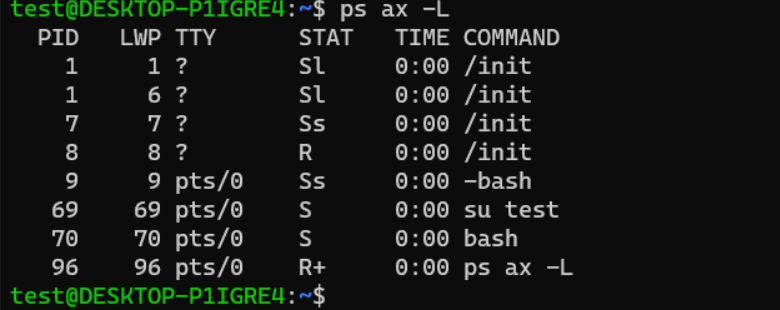 test@DESKTOP-P1IGRE4:~$ ps ax -L
  PID   LWP TTY      STAT   TIME COMMAND
    1     1 ?        Sl     0:00 /init
    1     6 ?        Sl     0:00 /init
    7     7 ?        Ss     0:00 /init
    8     8 ?        R      0:00 /init
    9     9 pts/0    Ss     0:00 -bash
   69    69 pts/0    S      0:00 su test
   70    70 pts/0    S      0:00 bash
   96    96 pts/0    R+     0:00 ps ax -L
test@DESKTOP-P1IGRE4:~$